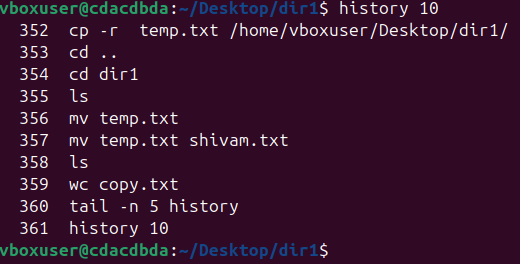 vboxuser@cdacdbda:~/Desktop/dir1$ history 10
352 cp -r  temp.txt /home/vboxuser/Desktop/dir1/
353 cd ..
354 cd dir1
355 ls
356 mv temp.txt
357 mv temp.txt shivam.txt
358 ls
359 wc copy.txt
360 tail -n 5 history
361 history 10
vboxuser@cdacdbda:~/Desktop/dir1$